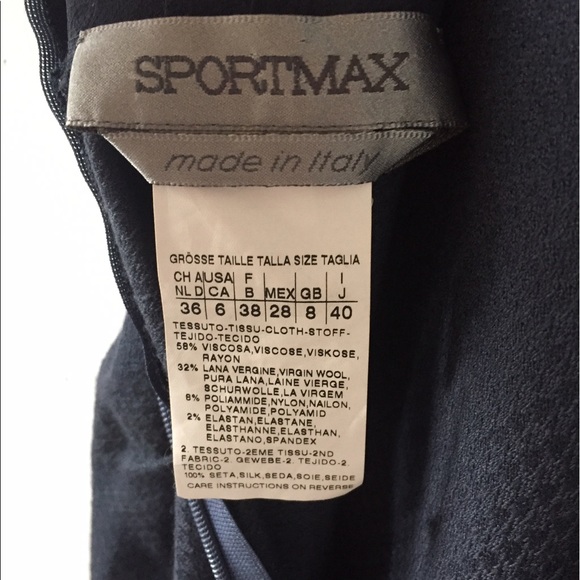 SPORTMAX
made in Italy
GRÖSSE TAILLE TALLA SIZE TAGLIA
CH A USA F I
NL D CA B MEX GB J
36 6 38 28 8 40
TESSUTO-TISSU-CLOTH-STOFF-
TEJIDO-TECIDO
58% VISCOSA,VISCOSE,VISKOSE,
RAYON
32% LANA VERGINE,VIRGIN WOOL,
PURA LANA,LAINE VIERGE,
SCHURWOLLE,LA VIRGEM
8% POLIAMMIDE,NYLON,NAILON,
POLYAMIDE,POLYAMID
2% ELASTAN,ELASTANE,
ELASTHANNE,ELASTHAN,
ELASTANO,SPANDEX
2. TESSUTO-2EME TISSU-2ND
FABRIC-2. GEWEBE-2. TEJIDO-2.
TECIDO
100% SETA,SILK,SEDA,SOIE,SEIDE
CARE INSTRUCTIONS ON REVERSE